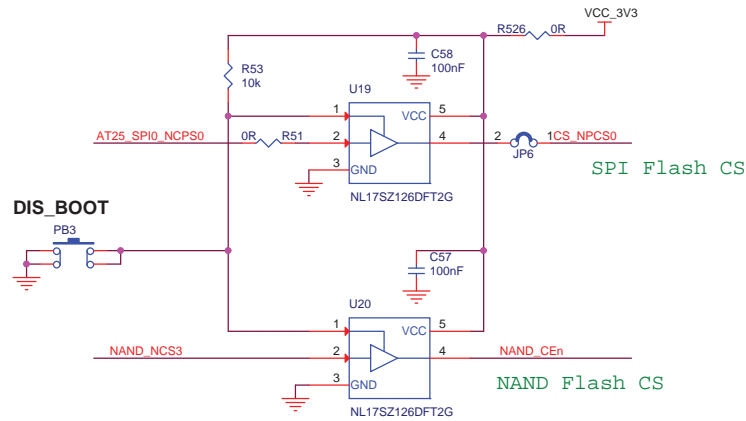 VCC_3V3
R526 0R
C58
100nF
R53
10k
U19
1
VCC 5
AT25_SPI0_NCPS0 0R R51 2 4 2 1 CS_NPCS0
JP6
3 GND
SPI Flash CS
NL17SZ126DFT2G
DIS_BOOT
PB3
C57
100nF
U20
1
VCC 5
NAND_NCS3 2 4 NAND_CEn
3 GND
NAND Flash CS
NL17SZ126DFT2G